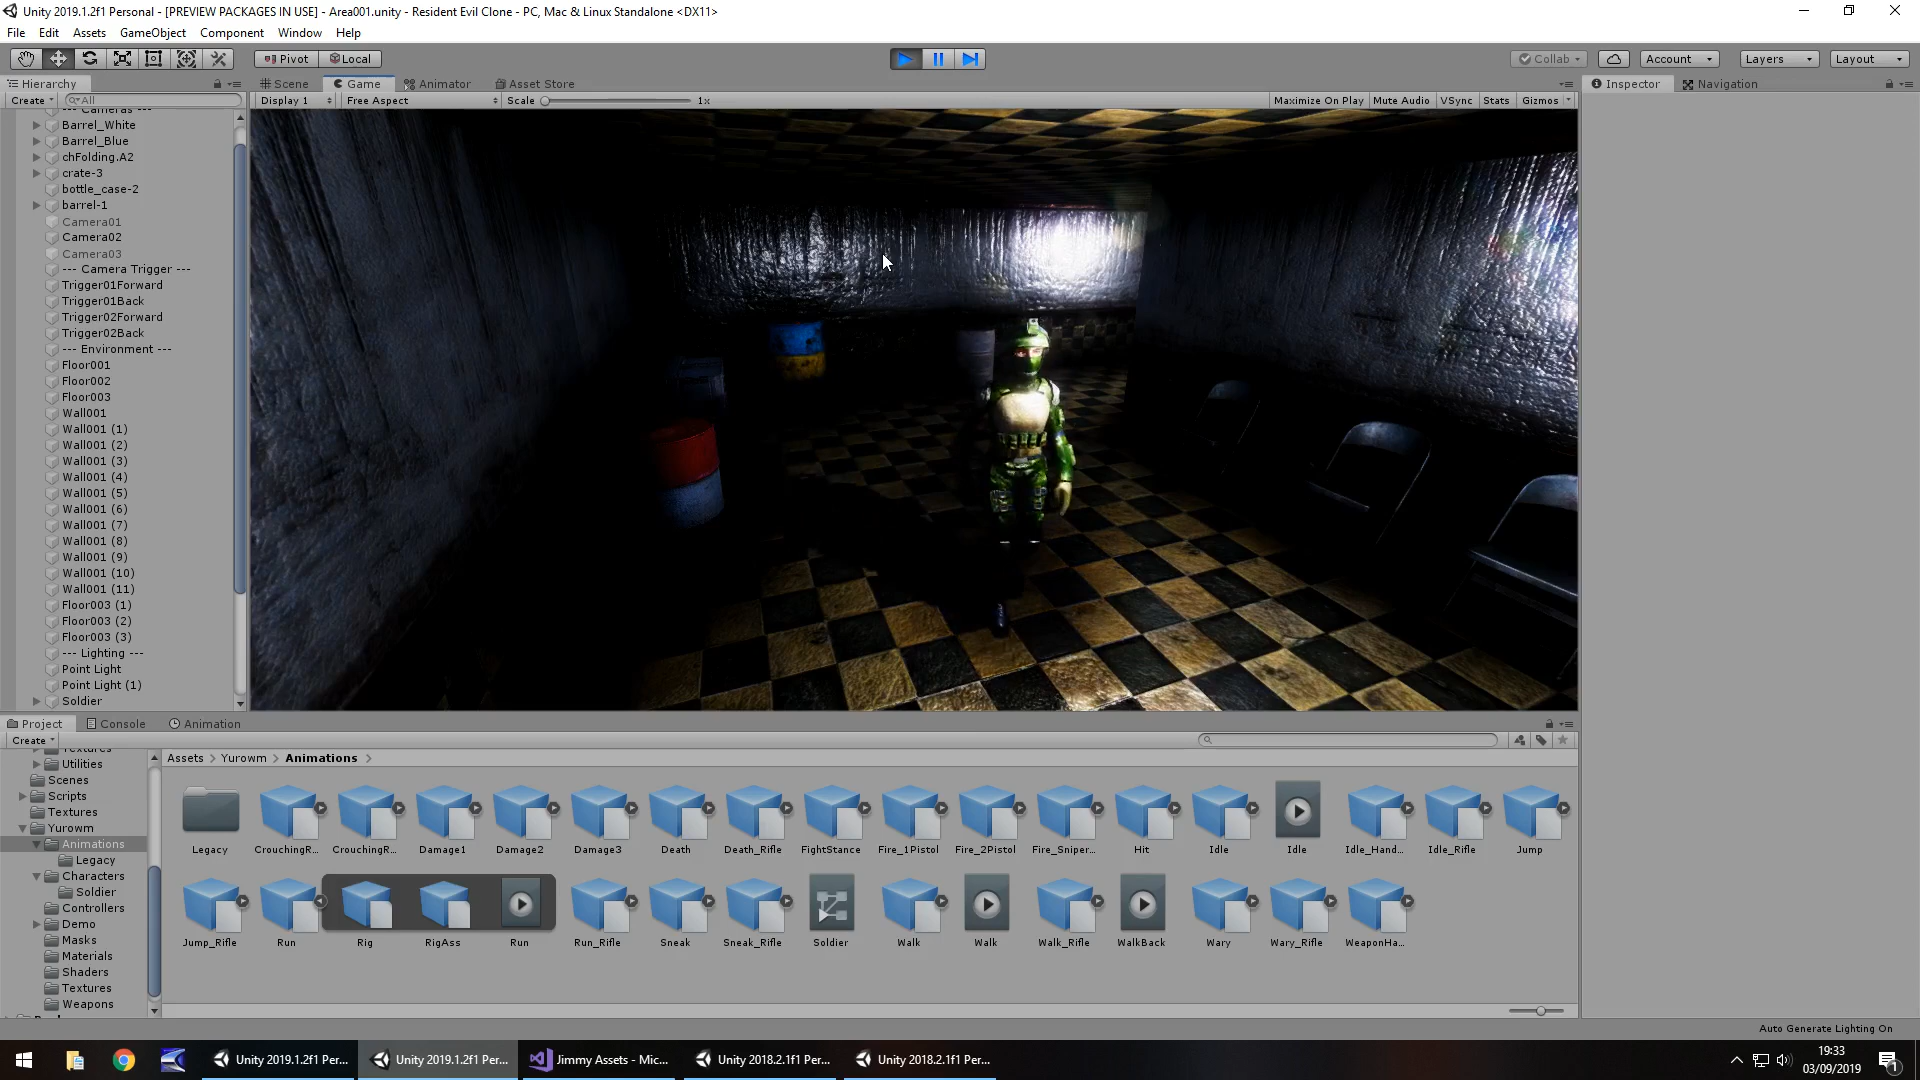 Unity 2019.1.2f1 Personal - [PREVIEW PACKAGES IN USE] - Area001.unity - Resident Evil Clone - PC, Mac & Linux Standalone <DX11>
File Edit Assets GameObject Component Window Help
Pivot Local Collab Account Layers Layout
Hierarchy Scene Game Animator Asset Store Inspector Navigation
Create All Display 1 Free Aspect Scale 1x Maximize On Play Mute Audio VSync Stats Gizmos
--- Cameras ---
Barrel_White
Barrel_Blue
chFolding.A2
crate-3
bottle_case-2
barrel-1
Camera01
Camera02
Camera03
--- Camera Trigger ---
Trigger01Forward
Trigger01Back
Trigger02Forward
Trigger02Back
--- Environment ---
Floor001
Floor002
Floor003
Wall001
Wall001 (1)
Wall001 (2)
Wall001 (3)
Wall001 (4)
Wall001 (5)
Wall001 (6)
Wall001 (7)
Wall001 (8)
Wall001 (9)
Wall001 (10)
Wall001 (11)
Floor003 (1)
Floor003 (2)
Floor003 (3)
--- Lighting ---
Point Light
Point Light (1)
Soldier
Project Console Animation
Create
Textures
Utilities
Scenes
Scripts
Textures
Yurowm
Animations
Legacy
Characters
Soldier
Controllers
Demo
Masks
Materials
Shaders
Textures
Weapons
Assets > Yurowm > Animations >
Legacy CrouchingR... CrouchingR... Damage1 Damage2 Damage3 Death Death_Rifle FightStance Fire_1Pistol Fire_2Pistol Fire_Sniper... Hit Idle Idle Idle_Hand... Idle_Rifle Jump
Jump_Rifle Run Rig RigAss Run Run_Rifle Sneak Sneak_Rifle Soldier Walk Walk Walk_Rifle WalkBack Wary Wary_Rifle WeaponHa...
Auto Generate Lighting On
Unity 2019.1.2f1 Per... Unity 2019.1.2f1 Per... Jimmy Assets - Mic... Unity 2018.2.1f1 Per... Unity 2018.2.1f1 Per...
19:33
03/09/2019
1